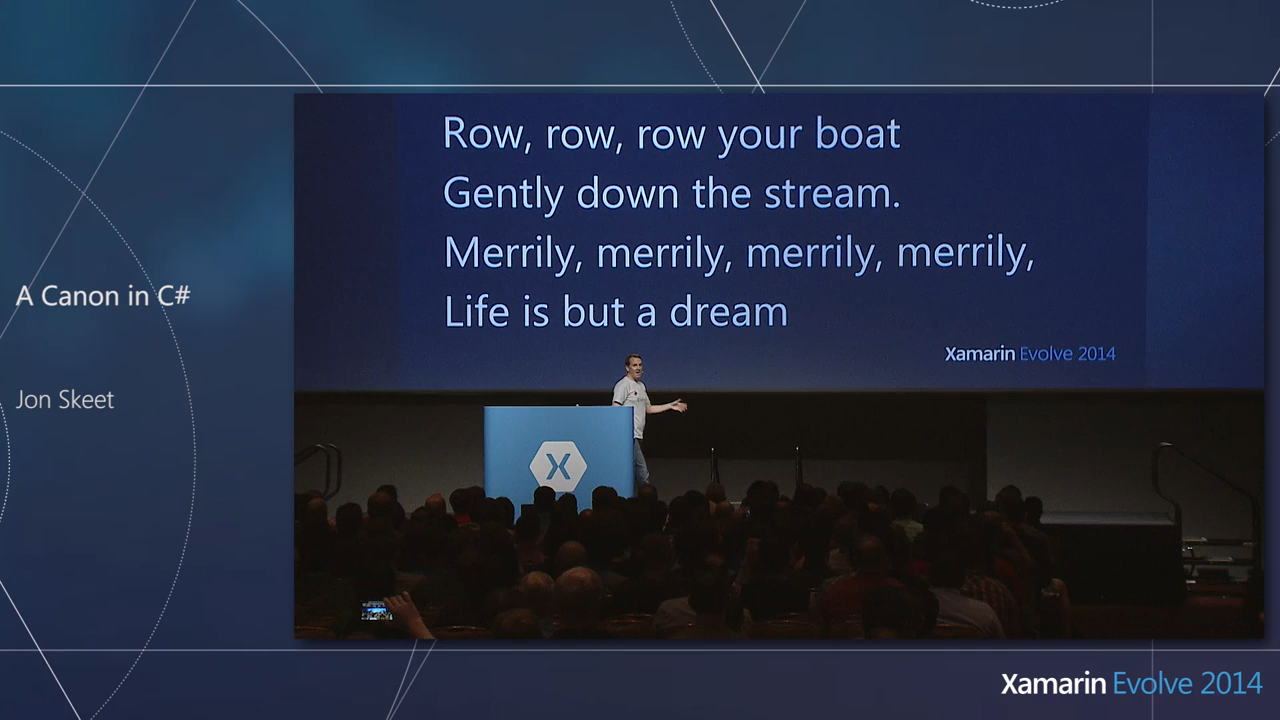 A Canon in C#
Jon Skeet
Row, row, row your boat
Gently down the stream.
Merrily, merrily, merrily, merrily,
Life is but a dream
Xamarin Evolve 2014
X
Xamarin Evolve 2014